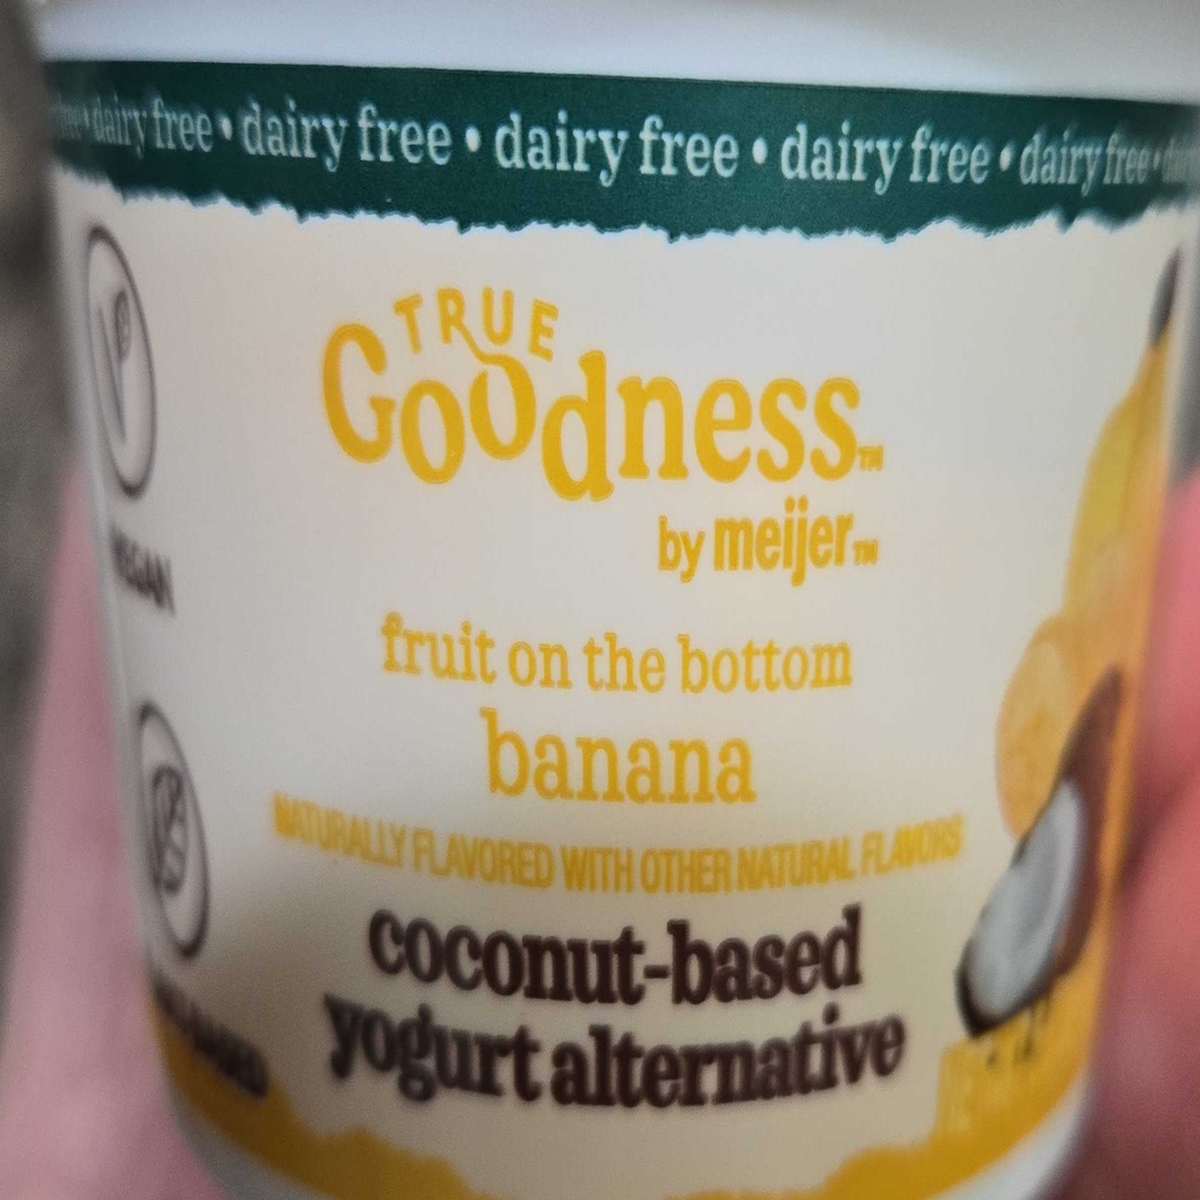 dairy free • dairy free • dairy free • dairy free • dairy free •
TRUE
Goodness™
by meijer™
VEGAN
fruit on the bottom
banana
NATURALLY FLAVORED WITH OTHER NATURAL FLAVORS
coconut-based
yogurt alternative